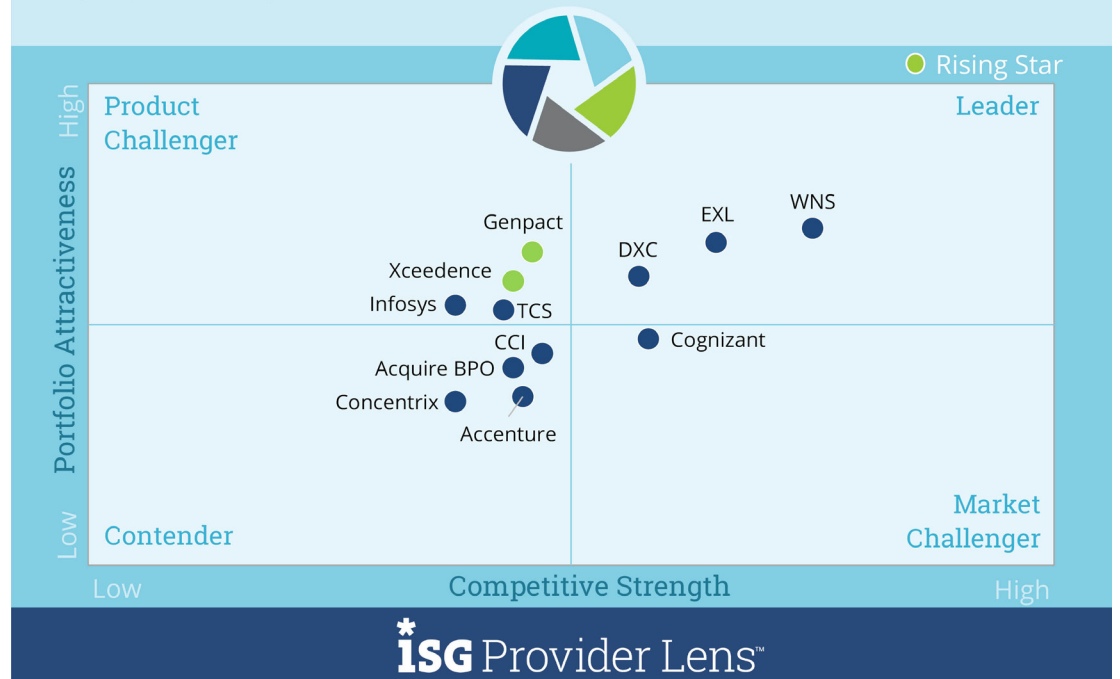 Rising Star
High
Product
Challenger
Leader
Portfolio Attractiveness
WNS
EXL
Genpact
DXC
Xceedence
Infosys
TCS
CCI
Cognizant
Acquire BPO
Concentrix
Accenture
Low
Contender
Market
Challenger
Low
Competitive Strength
High
*iSG Provider Lens™